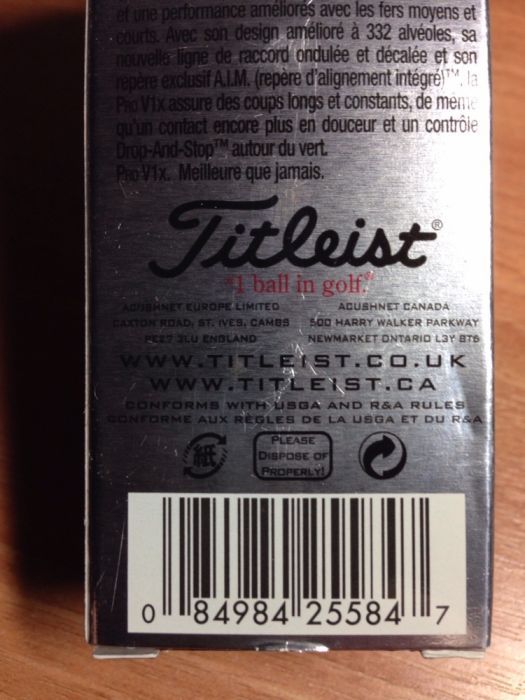 et une performance améliorés avec les fers moyens et
courts. Avec son design amélioré à 332 alvéoles, sa
nouvelle ligne de raccord ondulée et décalée et son
repère exclusif A.I.M. (repère d'alignement intégré)™, la
Pro V1x assure des coups longs et constants, de même
qu'un contact encore plus en douceur et un contrôle
Drop-And-Stop™ autour du vert.
Pro V1x. Meilleure que jamais.
Titleist®
"1 ball in golf."
ACUSHNET EUROPE LIMITED ACUSHNET CANADA
CAXTON ROAD, ST. IVES, CAMBS 500 HARRY WALKER PARKWAY
PE27 3LU ENGLAND NEWMARKET ONTARIO L3Y 8T6
WWW.TITLEIST.CO.UK
WWW.TITLEIST.CA
CONFORMS WITH USGA AND R&A RULES
CONFORME AUX RÈGLES DE LA USGA ET DU R&A
紙
PLEASE
DISPOSE OF
PROPERLY!
0 84984 25584 7